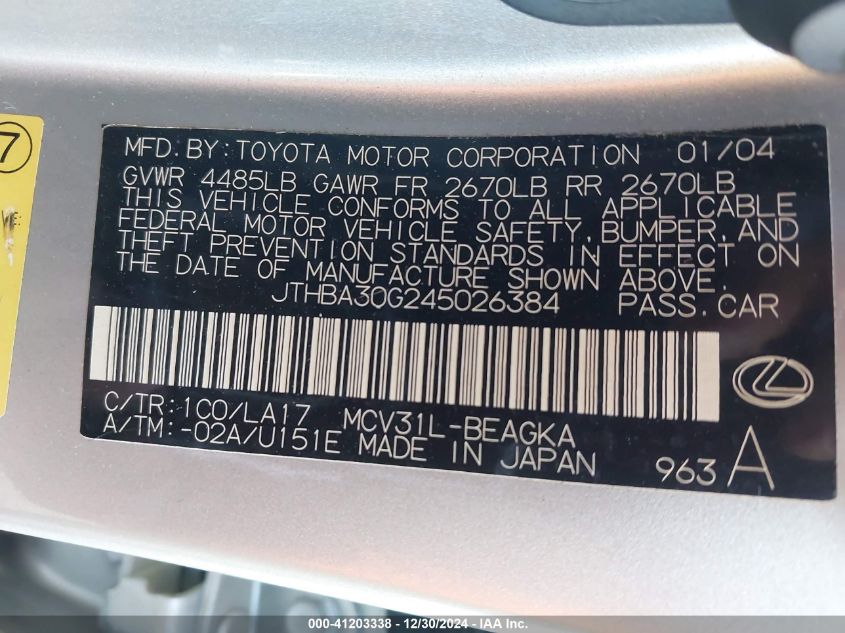 7
MFD.BY:TOYOTA MOTOR CORPORATION 01/04
GVWR 4485LB GAWR FR 2670LB RR 2670LB
THIS VEHICLE CONFORMS TO ALL APPLICABLE
FEDERAL MOTOR VEHICLE SAFETY, BUMPER, AND
THEFT PREVENTION STANDARDS IN EFFECT ON
THE DATE OF MANUFACTURE SHOWN ABOVE.
JTHBA30G245026384 PASS.CAR
C/TR:1C0/LA17 MCV31L-BEAGKA
A/TM:-02A/U151E MADE IN JAPAN 963 A
000-41203338 - 12/30/2024 - IAA Inc.